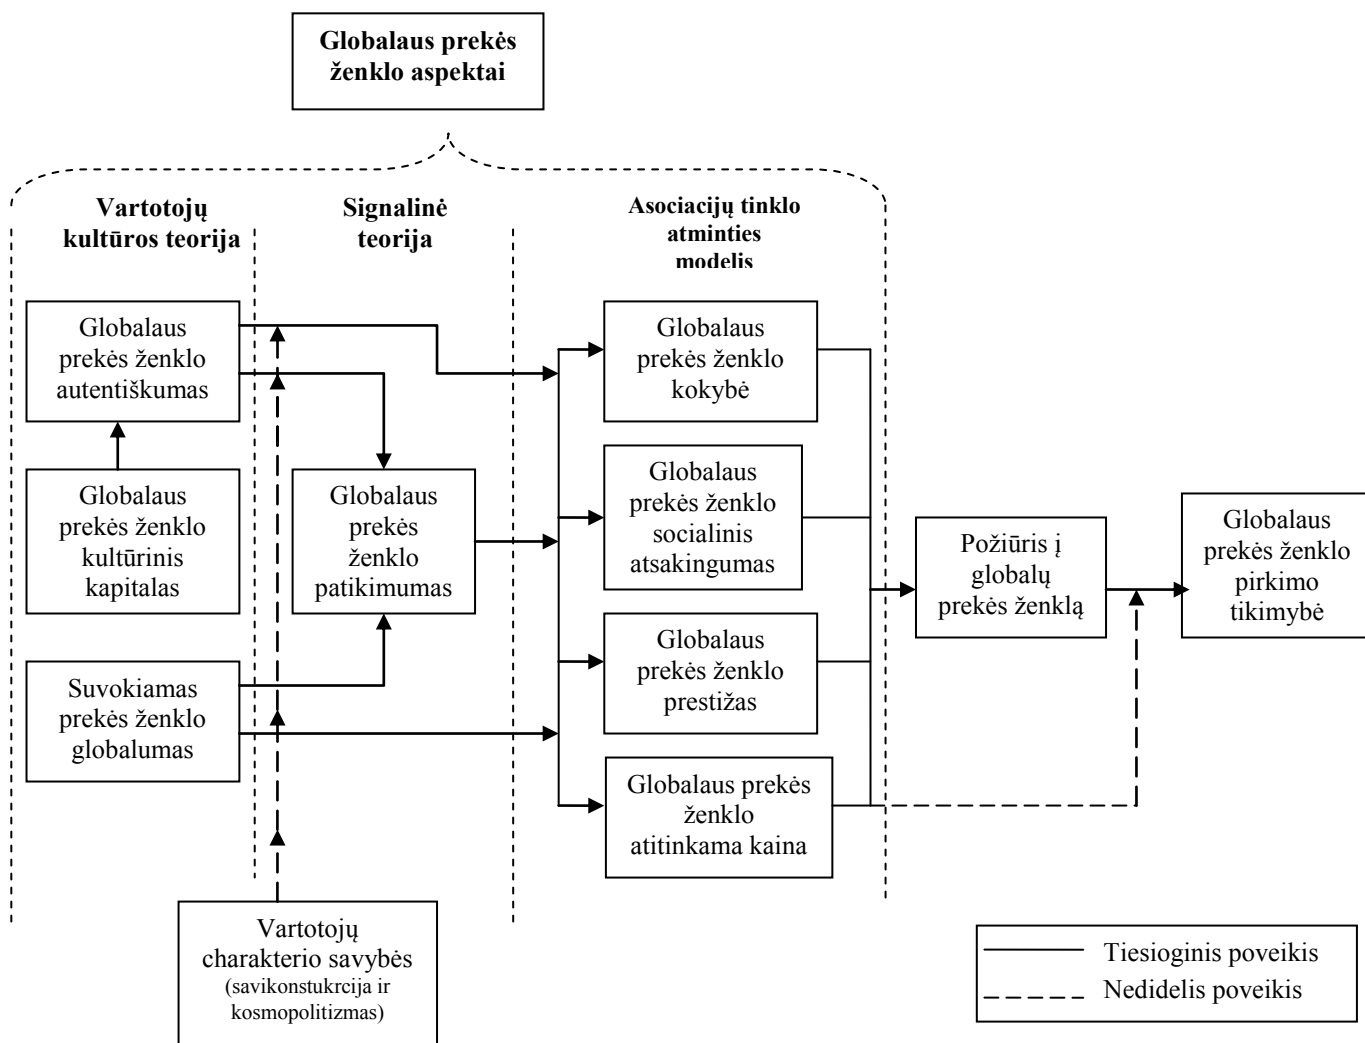 Globalaus prekės
ženklo aspektai
Vartotojų
kultūros teorija
Signalinė
teorija
Asociacijų tinklo
atminties
modelis
Globalaus
prekės ženklo
autentiškumas
Globalaus
prekės ženklo
kultūrinis
kapitalas
Suvokiamas
prekės ženklo
globalumas
Globalaus
prekės
ženklo
patikimumas
Globalaus
prekės ženklo
kokybė
Globalaus
prekės ženklo
socialinis
atsakingumas
Globalaus
prekės ženklo
prestižas
Globalaus prekės
ženklo
atitinkama kaina
Požiūris į
globalų
prekės ženklą
Globalaus
prekės ženklo
pirkimo
tikimybė
Vartotojų
charakterio savybės
(savikonstukrcija ir
kosmopolitizmas)
Tiesioginis poveikis
Nedidelis poveikis